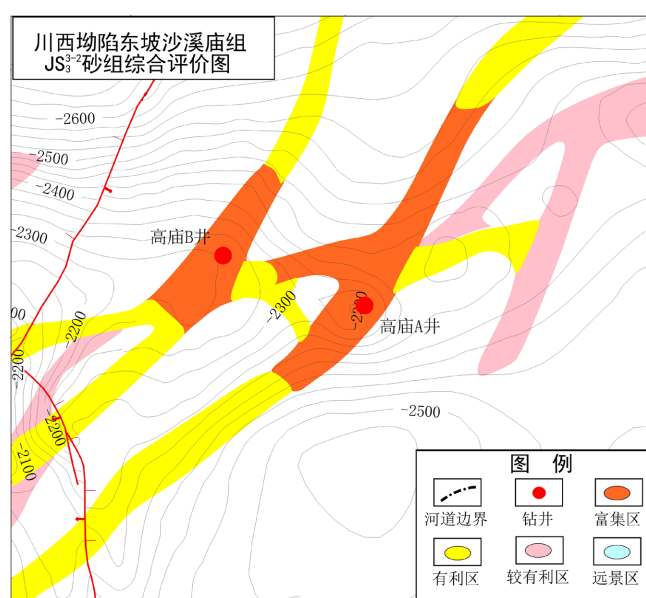 川西坳陷东坡沙溪庙组
JS₃³⁻²砂组综合评价图
-2600
-2500
-2400
-2300
高庙B井
-2300
-2200
高庙A井
00
-2200
-2200
-2200
-2100
-2500
图 例
河道边界
钻井
富集区
有利区
较有利区
远景区